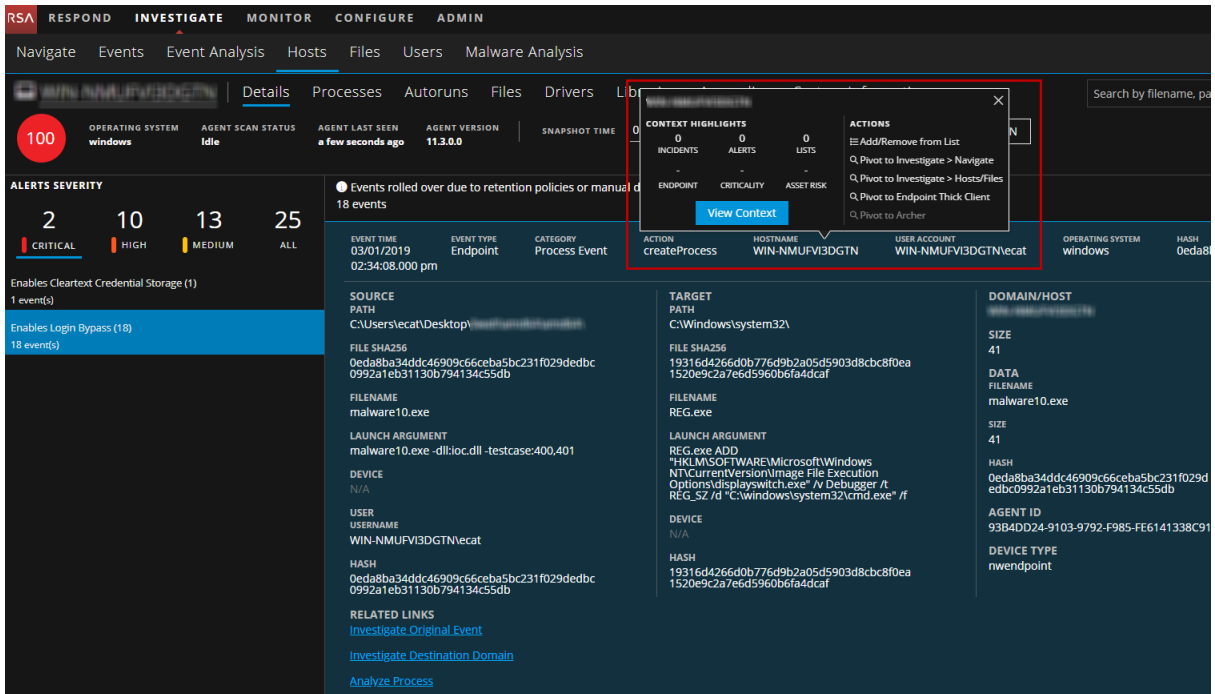 RSA RESPOND INVESTIGATE MONITOR CONFIGURE ADMIN
Navigate Events Event Analysis Hosts Files Users Malware Analysis
Details Processes Autoruns Files Drivers
Search by filename, pa
100
OPERATING SYSTEM
windows
AGENT SCAN STATUS
Idle
AGENT LAST SEEN
a few seconds ago
AGENT VERSION
11.3.0.0
SNAPSHOT TIME
CONTEXT HIGHLIGHTS
0
INCIDENTS
0
ALERTS
0
LISTS
-
ENDPOINT
-
CRITICALITY
-
ASSET RISK
View Context
ACTIONS
Add/Remove from List
Pivot to Investigate > Navigate
Pivot to Investigate > Hosts/Files
Pivot to Endpoint Thick Client
Pivot to Archer
ALERTS SEVERITY
2
CRITICAL
10
HIGH
13
MEDIUM
25
ALL
Enables Cleartext Credential Storage (1)
1 event(s)
Enables Login Bypass (18)
18 event(s)
Events rolled over due to retention policies or manual d
18 events
EVENT TIME
03/01/2019
02:34:08.000 pm
EVENT TYPE
Endpoint
CATEGORY
Process Event
ACTION
createProcess
HOSTNAME
WIN-NMUFVI3DGTN
USER ACCOUNT
WIN-NMUFVI3DGTN\ecat
OPERATING SYSTEM
windows
HASH
0eda8l
SOURCE
PATH
C:\Users\ecat\Desktop\
FILE SHA256
0eda8ba34ddc46909c66ceba5bc231f029dedbc
0992a1eb31130b794134c55db
FILENAME
malware10.exe
LAUNCH ARGUMENT
malware10.exe -dll:ioc.dll -testcase:400,401
DEVICE
N/A
USER
USERNAME
WIN-NMUFVI3DGTN\ecat
HASH
0eda8ba34ddc46909c66ceba5bc231f029dedbc
0992a1eb31130b794134c55db
RELATED LINKS
Investigate Original Event
Investigate Destination Domain
Analyze Process
TARGET
PATH
C:\Windows\system32\
FILE SHA256
19316d4266d0b776d9b2a05d5903d8cbc8f0ea
1520e9c2a7e6d5960b6fa4dcaf
FILENAME
REG.exe
LAUNCH ARGUMENT
REG.exe ADD
"HKLM\SOFTWARE\Microsoft\Windows
NT\CurrentVersion\Image File Execution
Options\displayswitch.exe" /v Debugger /t
REG_SZ /d "C:\windows\system32\cmd.exe" /f
DEVICE
N/A
HASH
19316d4266d0b776d9b2a05d5903d8cbc8f0ea
1520e9c2a7e6d5960b6fa4dcaf
DOMAIN/HOST
SIZE
41
DATA
FILENAME
malware10.exe
SIZE
41
HASH
0eda8ba34ddc46909c66ceba5bc231f029d
edbc0992a1eb31130b794134c55db
AGENT ID
93B4DD24-9103-9792-F985-FE6141338C91
DEVICE TYPE
nwendpoint